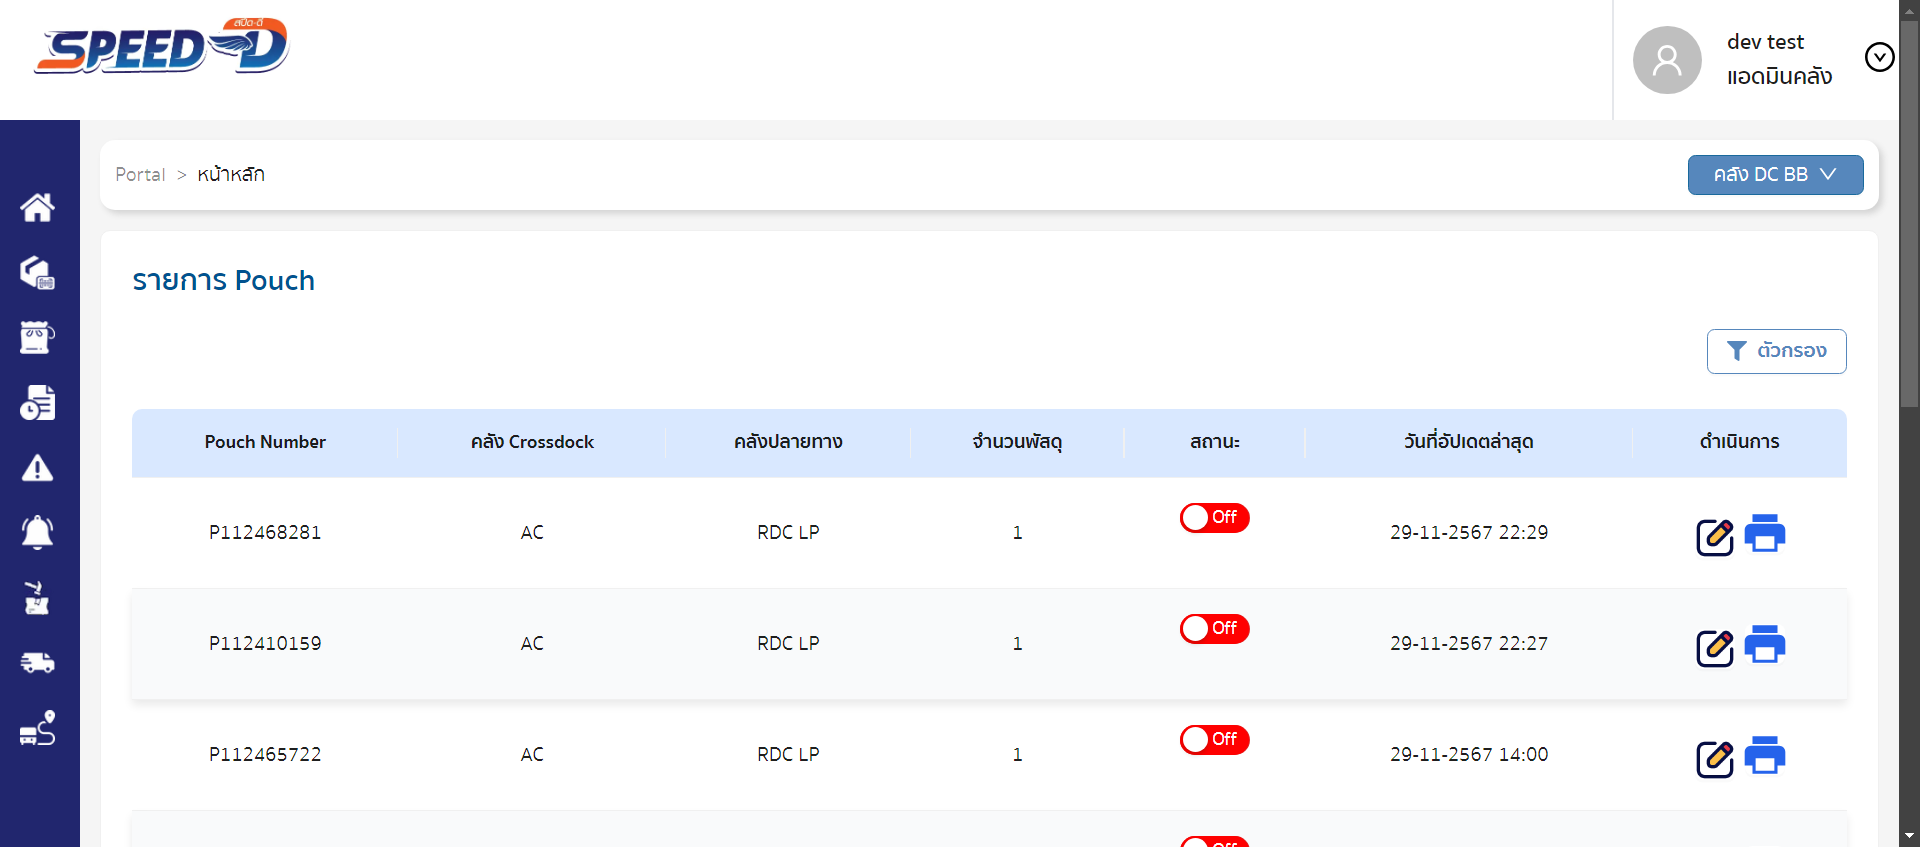 สปีด-ดี
SPEED-D
dev test
แอดมินคลัง
Portal > หน้าหลัก
คลัง DC BB
รายการ Pouch
ตัวกรอง
Pouch Number คลัง Crossdock คลังปลายทาง จำนวนพัสดุ สถานะ วันที่อัปเดตล่าสุด ดำเนินการ
P112468281 AC RDC LP 1 Off 29-11-2567 22:29
P112410159 AC RDC LP 1 Off 29-11-2567 22:27
P112465722 AC RDC LP 1 Off 29-11-2567 14:00
Off